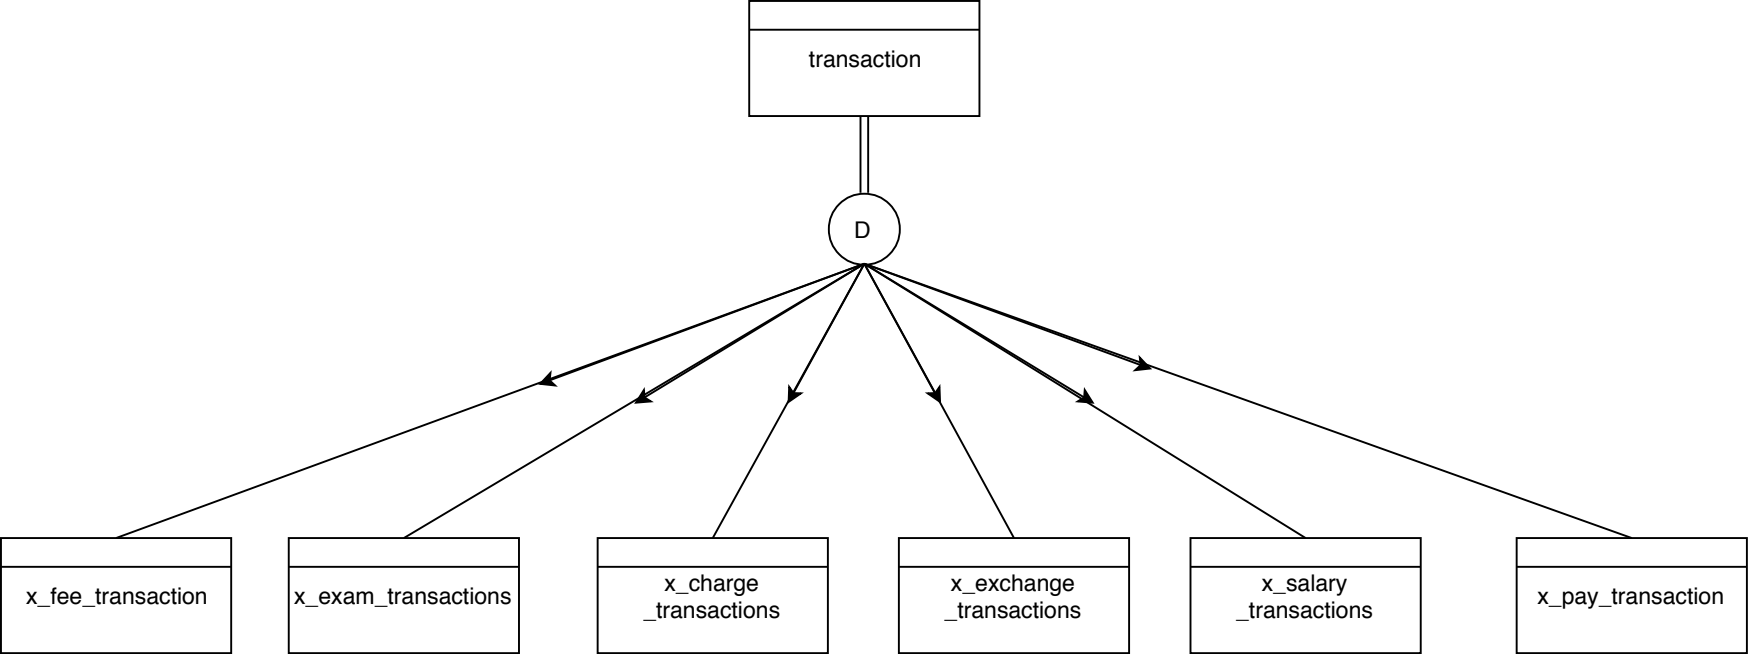 transaction
D
x_fee_transaction
x_exam_transactions
x_charge
_transactions
x_exchange
_transactions
x_salary
_transactions
x_pay_transaction